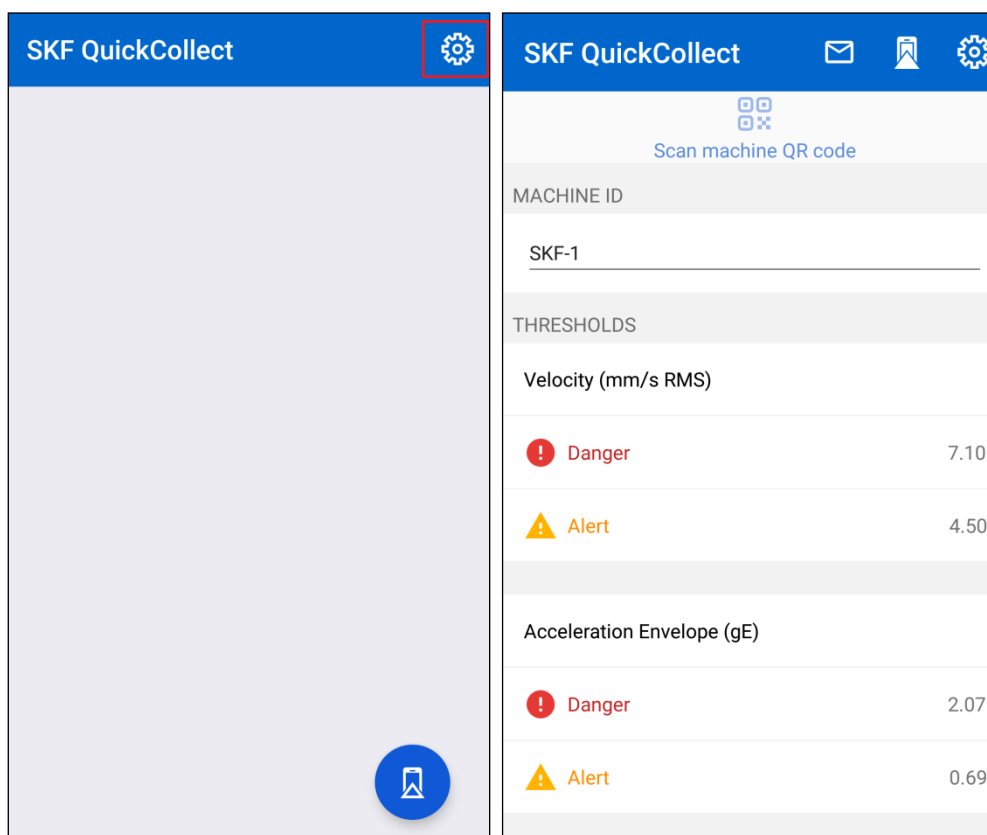 SKF QuickCollect
SKF QuickCollect
Scan machine QR code
MACHINE ID
SKF-1
THRESHOLDS
Velocity (mm/s RMS)
Danger 7.10
Alert 4.50
Acceleration Envelope (gE)
Danger 2.07
Alert 0.69